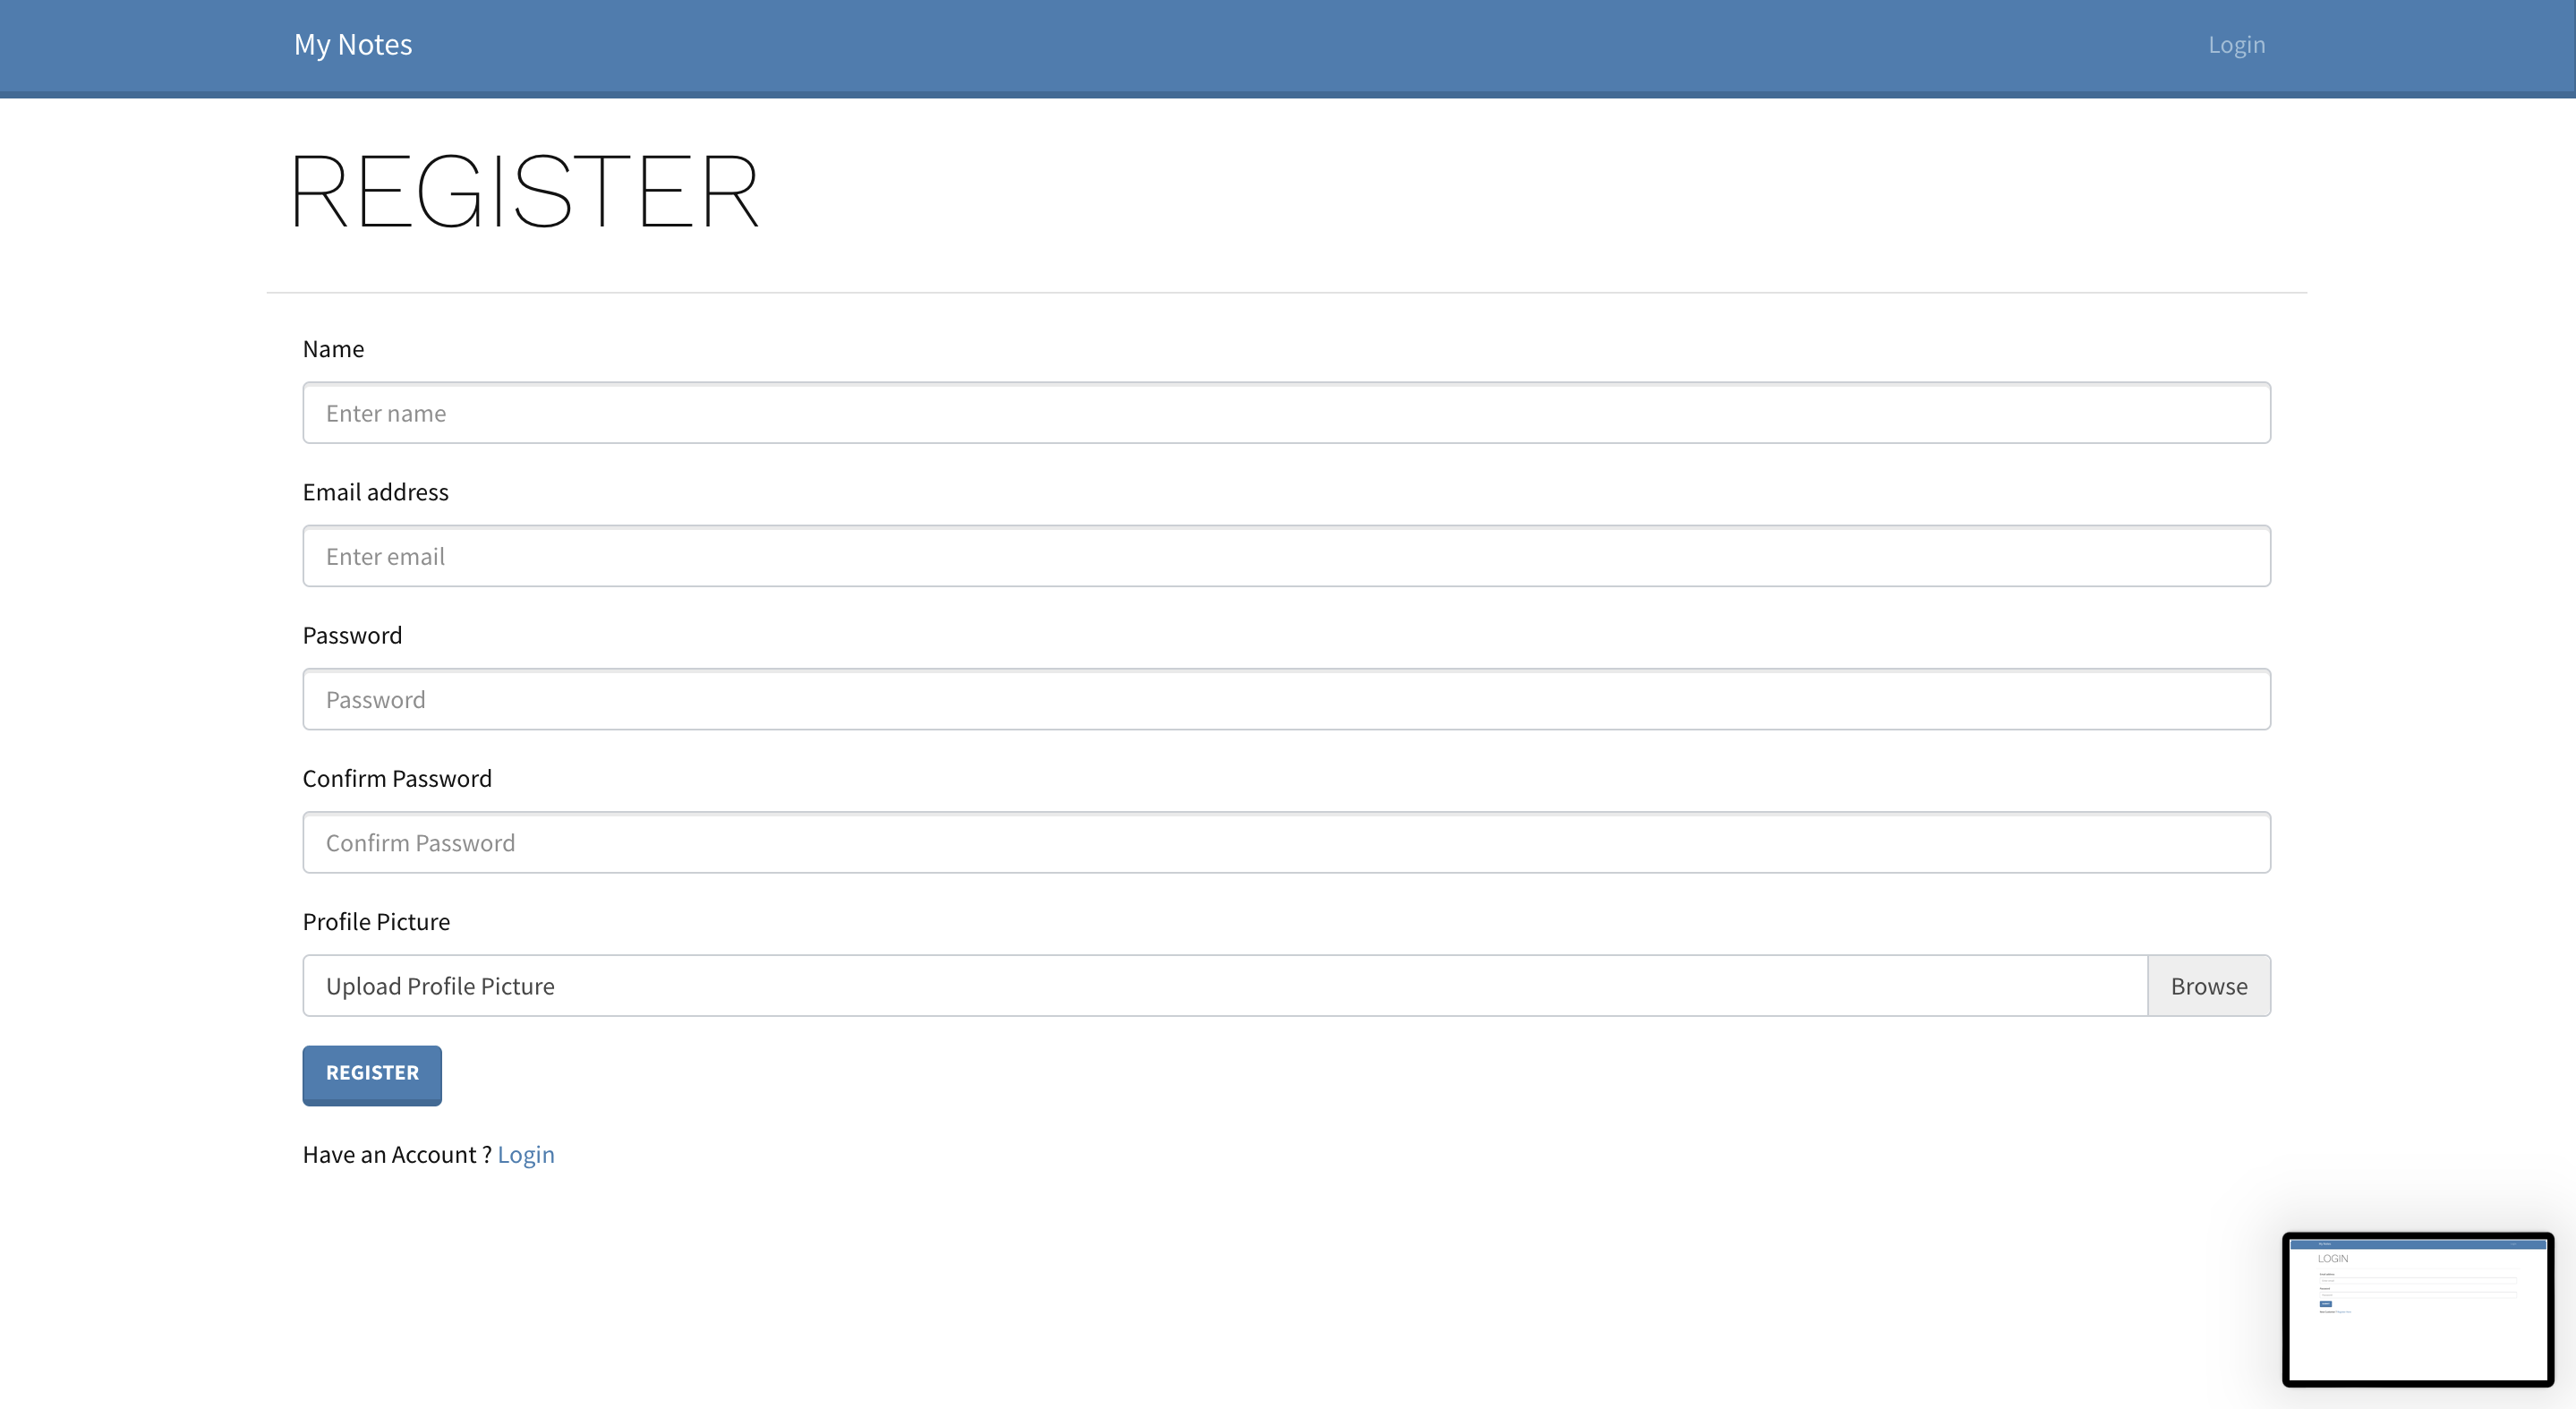 My Notes
Login
REGISTER
Name
Enter name
Email address
Enter email
Password
Password
Confirm Password
Confirm Password
Profile Picture
Upload Profile Picture
Browse
REGISTER
Have an Account ? Login
LOGIN